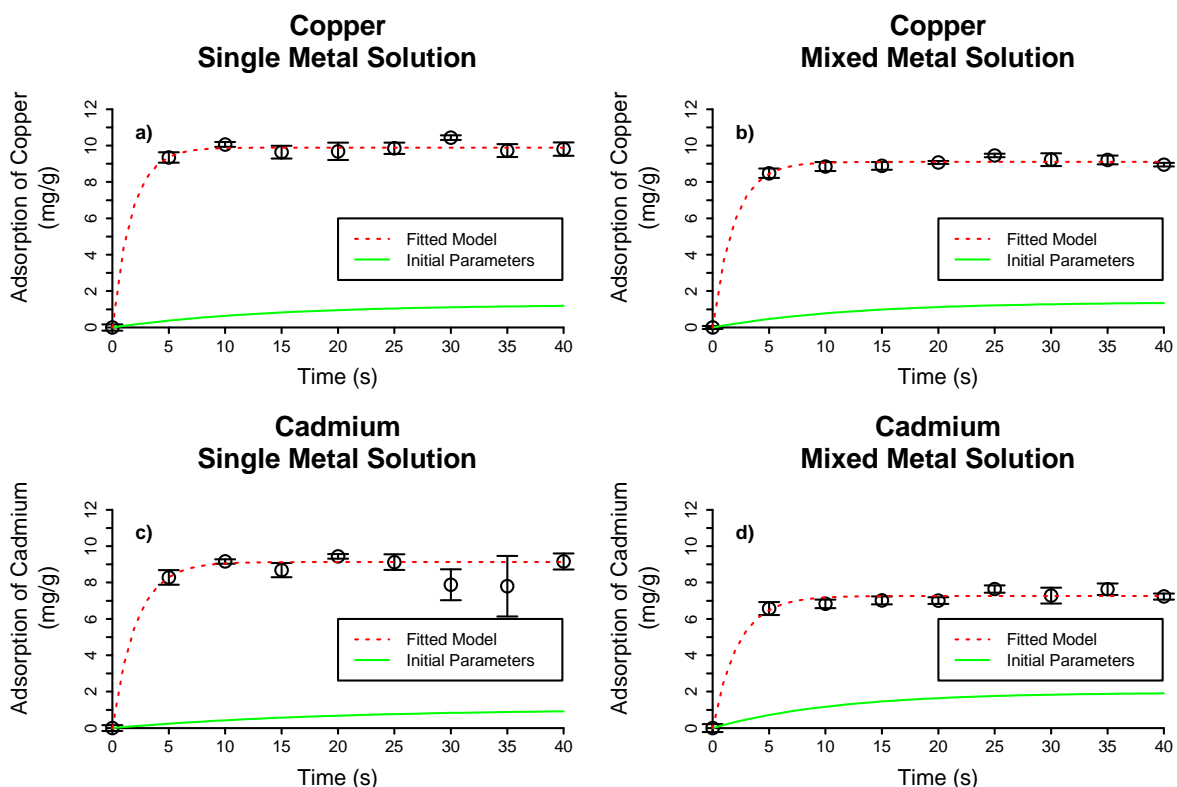 Copper
Single Metal Solution
a)
Adsorption of Copper
(mg/g)
0 2 4 6 8 10 12
Fitted Model
Initial Parameters
0 5 10 15 20 25 30 35 40
Time (s)
Copper
Mixed Metal Solution
b)
Adsorption of Copper
(mg/g)
0 2 4 6 8 10 12
Fitted Model
Initial Parameters
0 5 10 15 20 25 30 35 40
Time (s)
Cadmium
Single Metal Solution
c)
Adsorption of Cadmium
(mg/g)
0 2 4 6 8 10 12
Fitted Model
Initial Parameters
0 5 10 15 20 25 30 35 40
Time (s)
Cadmium
Mixed Metal Solution
d)
Adsorption of Cadmium
(mg/g)
0 2 4 6 8 10 12
Fitted Model
Initial Parameters
0 5 10 15 20 25 30 35 40
Time (s)